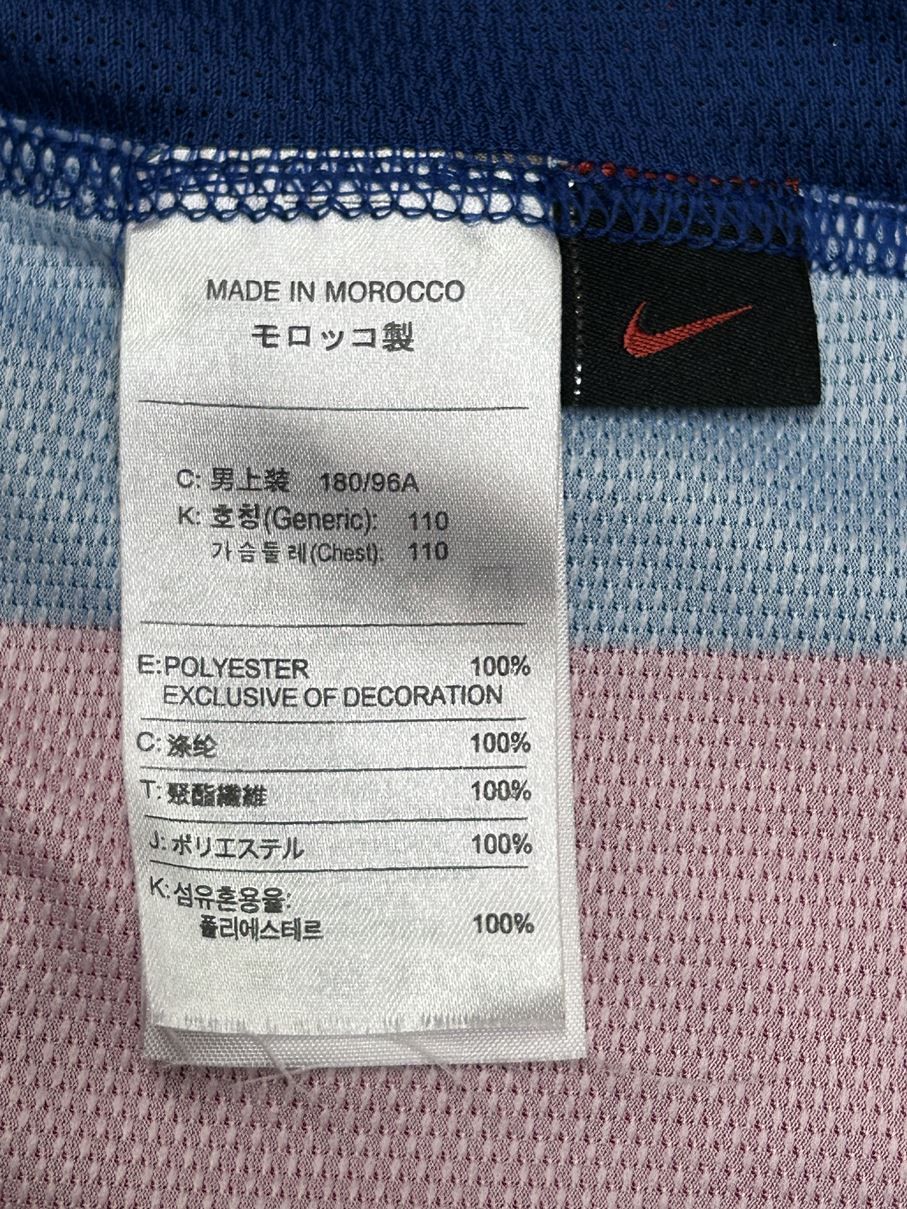 MADE IN MOROCCO
モロッコ製
C: 男上装 180/96A
K: 호칭(Generic): 110
가슴둘레(Chest): 110
E:POLYESTER 100%
EXCLUSIVE OF DECORATION
C: 涤纶 100%
T: 聚酯纖維 100%
J: ポリエステル 100%
K: 섬유혼용율:
폴리에스테르 100%